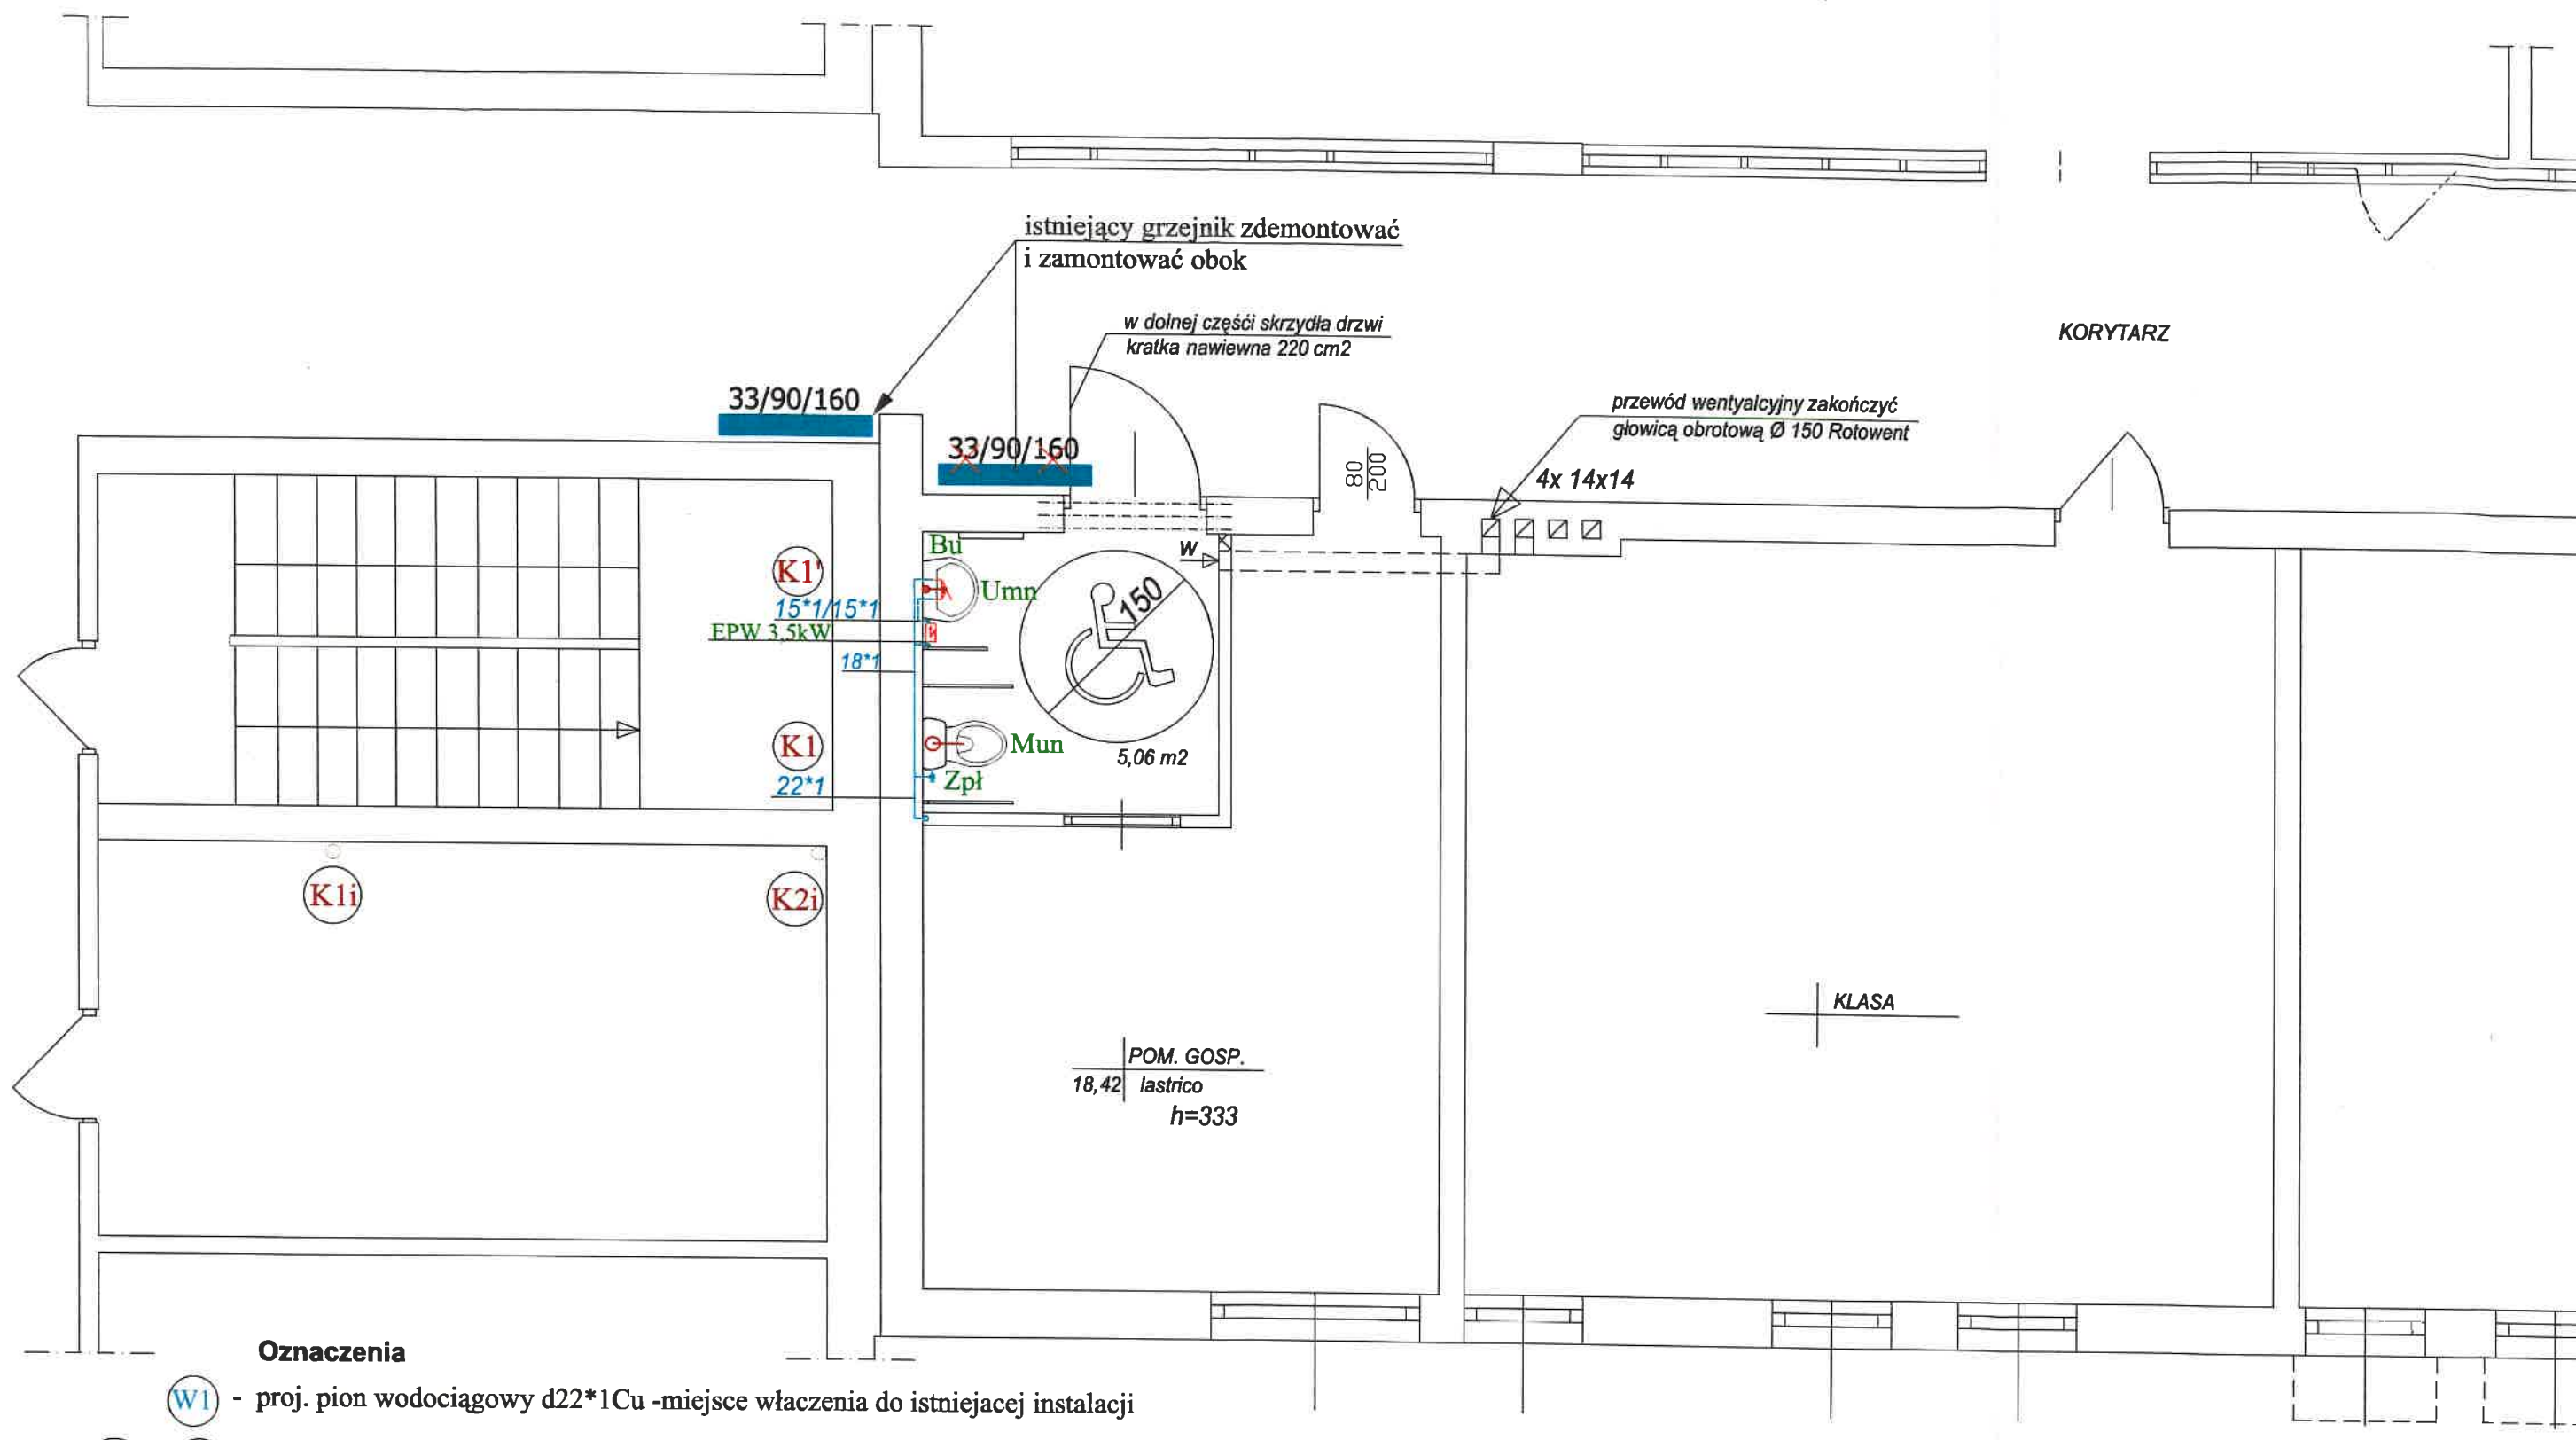 istniejący grzejnik zdemontować
i zamontować obok
w dolnej częśći skrzydła drzwi
kratka nawiewna 220 cm2
KORYTARZ
33/90/160
przewód wentyalcyjny zakończyć
głowicą obrotową Ø 150 Rotowent
33/90/160
80
200
4x 14x14
Bu
W
K1'
Umn
150
15*1/15*1
EPW 3,5kW
18*1
K1
Mun
5,06 m2
22*1
Zpł
K1i
K2i
KLASA
POM. GOSP.
18,42 lastrico
h=333
Oznaczenia
W1 - proj. pion wodociągowy d22*1Cu -miejsce właczenia do istniejacej instalacji